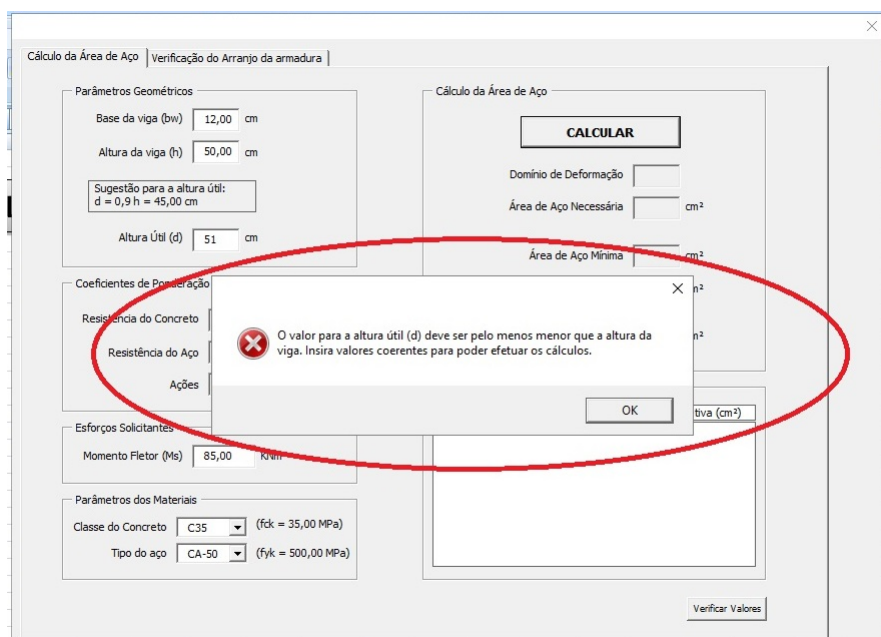 Cálculo da Área de Aço
Verificação do Arranjo da armadura
Parâmetros Geométricos
Base da viga (bw) 12,00 cm
Altura da viga (h) 50,00 cm
Sugestão para a altura útil:
d = 0,9 h = 45,00 cm
Altura Útil (d) 51 cm
Coeficientes de Ponderação
Resistência do Concreto
Resistência do Aço
Ações
Esforços Solicitantes
Momento Fletor (Ms) 85,00 KNm
Parâmetros dos Materiais
Classe do Concreto C35 (fck = 35,00 MPa)
Tipo do aço CA-50 (fyk = 500,00 MPa)
Cálculo da Área de Aço
CALCULAR
Domínio de Deformação
Área de Aço Necessária cm²
Área de Aço Mínima cm²
O valor para a altura útil (d) deve ser pelo menos menor que a altura da
viga. Insira valores coerentes para poder efetuar os cálculos.
OK
tiva (cm²)
Verificar Valores